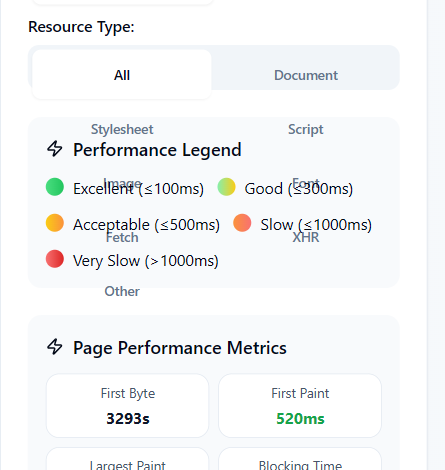 Resource Type:
All
Document
Stylesheet
Script
Performance Legend
Image
Font
Excellent (≤100ms)
Good (≤300ms)
Acceptable (≤500ms)
Slow (≤1000ms)
Fetch
XHR
Very Slow (>1000ms)
Other
Page Performance Metrics
First Byte
First Paint
3293s
520ms
Largest Paint
Blocking Time